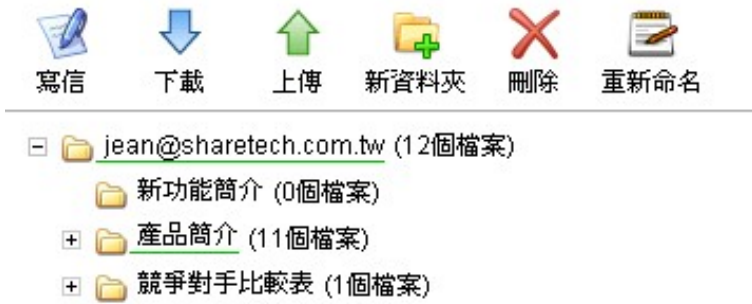 寫信 下載 上傳 新資料夾 刪除 重新命名
jean@sharetech.com.tw (12個檔案)
新功能簡介 (0個檔案)
產品簡介 (11個檔案)
競爭對手比較表 (1個檔案)